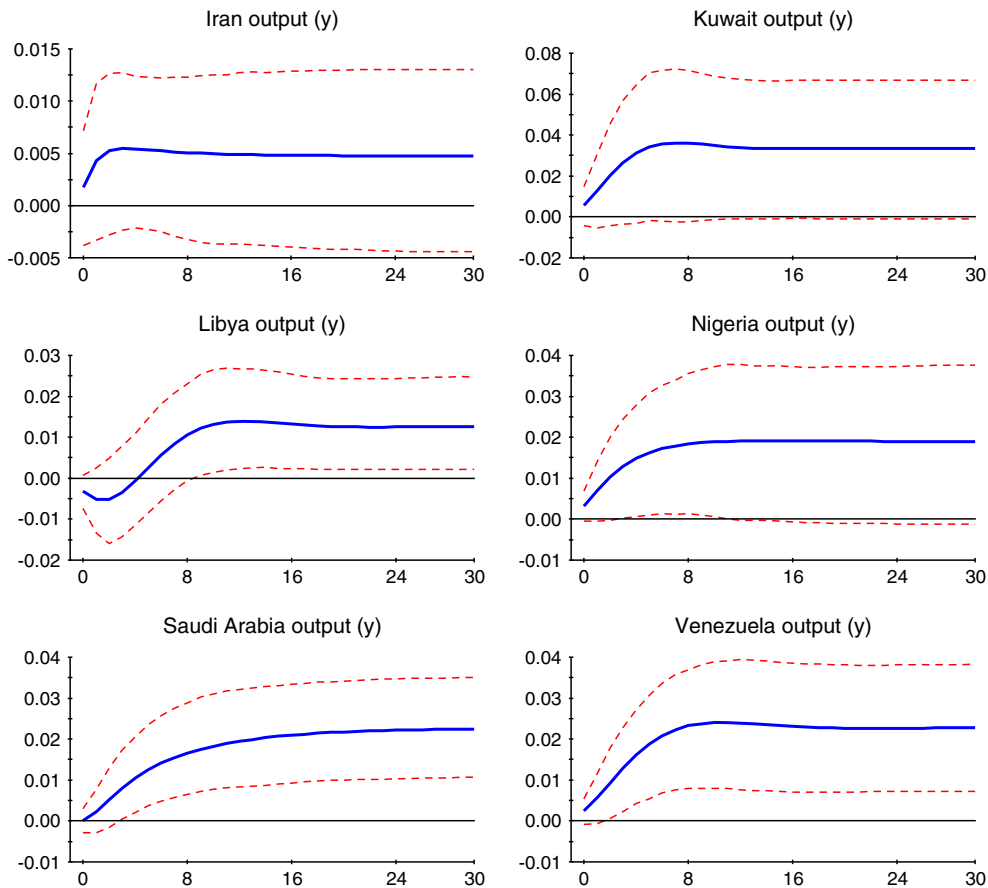 Iran output (y)
0.015
0.010
0.005
0.000
-0.005
0 8 16 24 30
Kuwait output (y)
0.08
0.06
0.04
0.02
0.00
-0.02
0 8 16 24 30
Libya output (y)
0.03
0.02
0.01
0.00
-0.01
-0.02
0 8 16 24 30
Nigeria output (y)
0.04
0.03
0.02
0.01
0.00
-0.01
0 8 16 24 30
Saudi Arabia output (y)
0.04
0.03
0.02
0.01
0.00
-0.01
0 8 16 24 30
Venezuela output (y)
0.04
0.03
0.02
0.01
0.00
-0.01
0 8 16 24 30